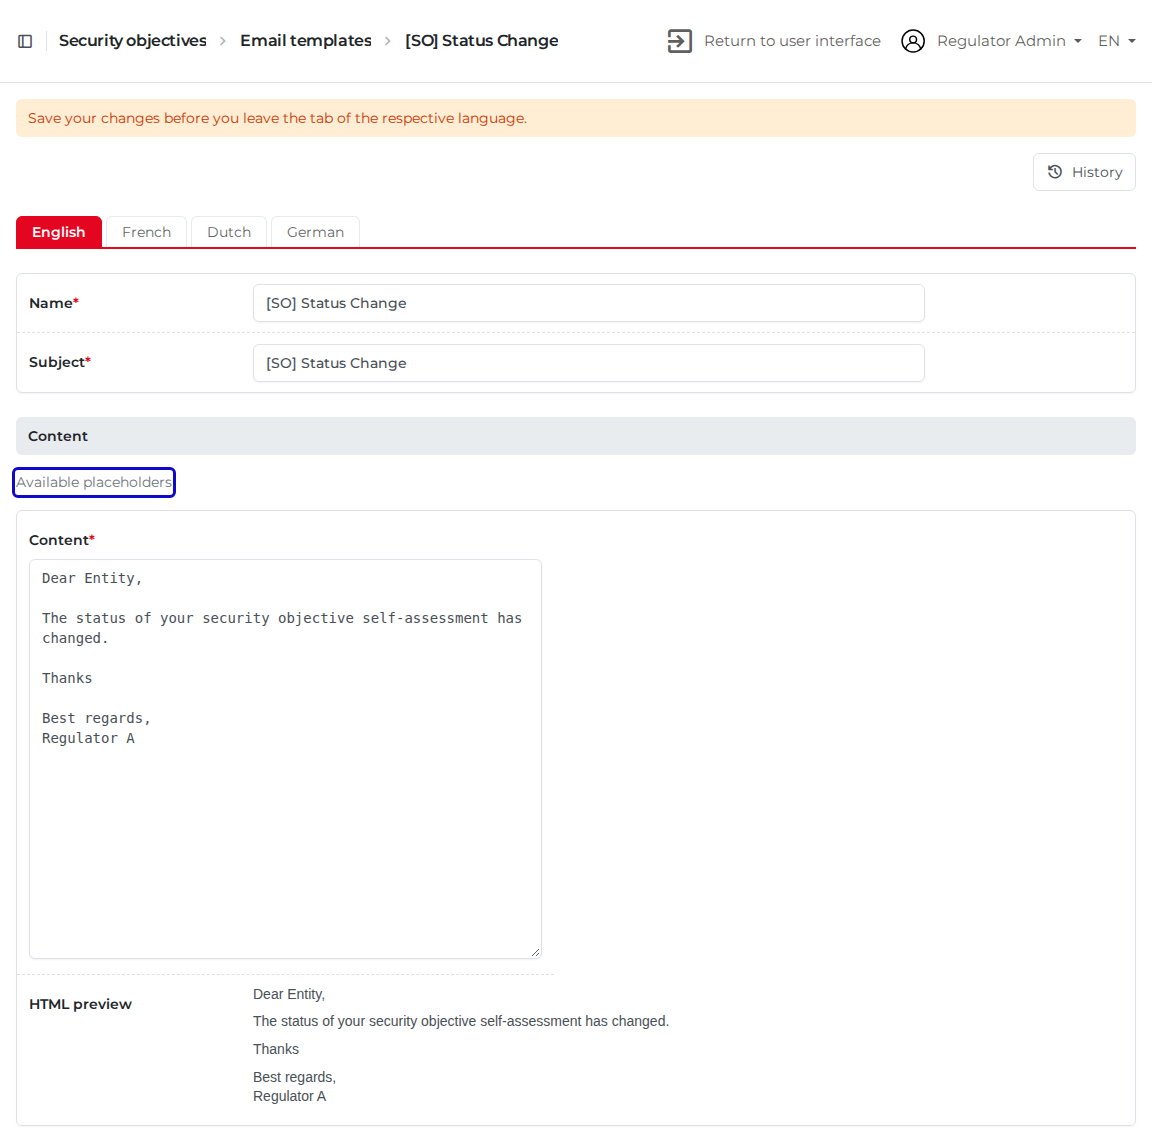 Security objectives > Email templates > [SO] Status Change
Return to user interface
Regulator Admin
EN
Save your changes before you leave the tab of the respective language.
History
English
French
Dutch
German
Name*
[SO] Status Change
Subject*
[SO] Status Change
Content
Available placeholders
Content*
Dear Entity,
The status of your security objective self-assessment has
changed.
Thanks
Best regards,
Regulator A
HTML preview
Dear Entity,
The status of your security objective self-assessment has changed.
Thanks
Best regards,
Regulator A